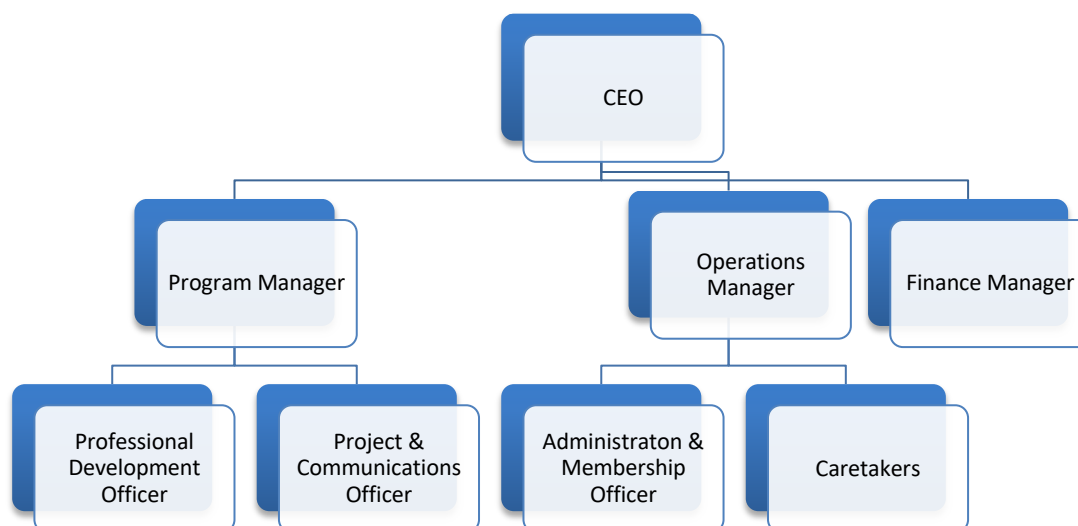 CEO
Program Manager
Operations
Manager
Finance Manager
Professional
Development
Officer
Project &
Communications
Officer
Administraton &
Membership
Officer
Caretakers